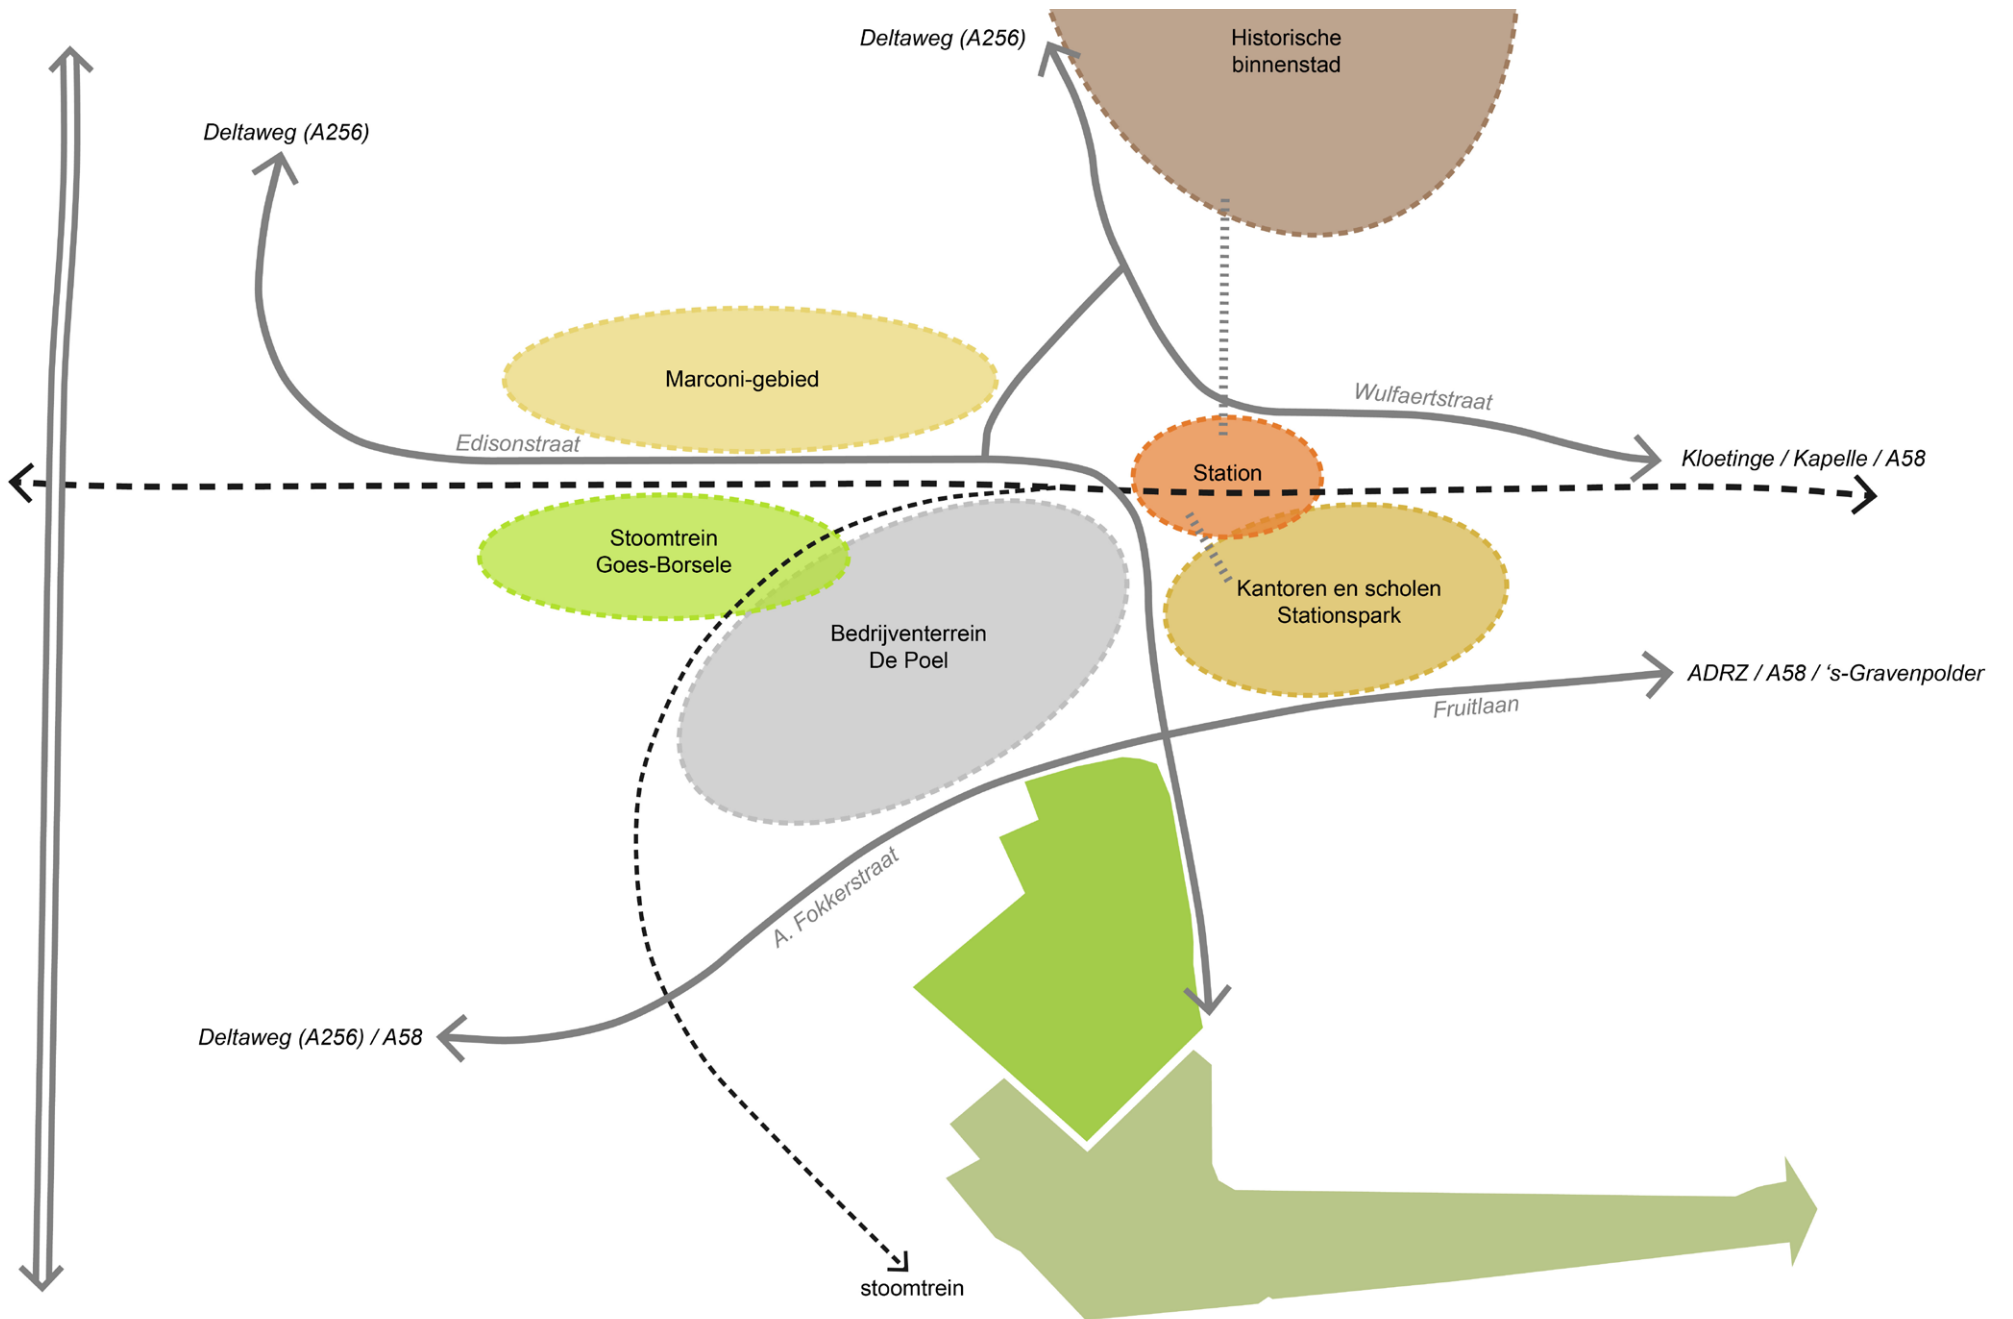 Deltaweg (A256)
Historische
binnenstad
Deltaweg (A256)
Marconi-gebied
Wulfaertstraat
Edisonstraat
Kloetinge / Kapelle / A58
Station
Stoomtrein
Goes-Borsele
Kantoren en scholen
Stationspark
Bedrijventerrein
De Poel
ADRZ / A58 / ‘s-Gravenpolder
Fruitlaan
A. Fokkerstraat
Deltaweg (A256) / A58
stoomtrein